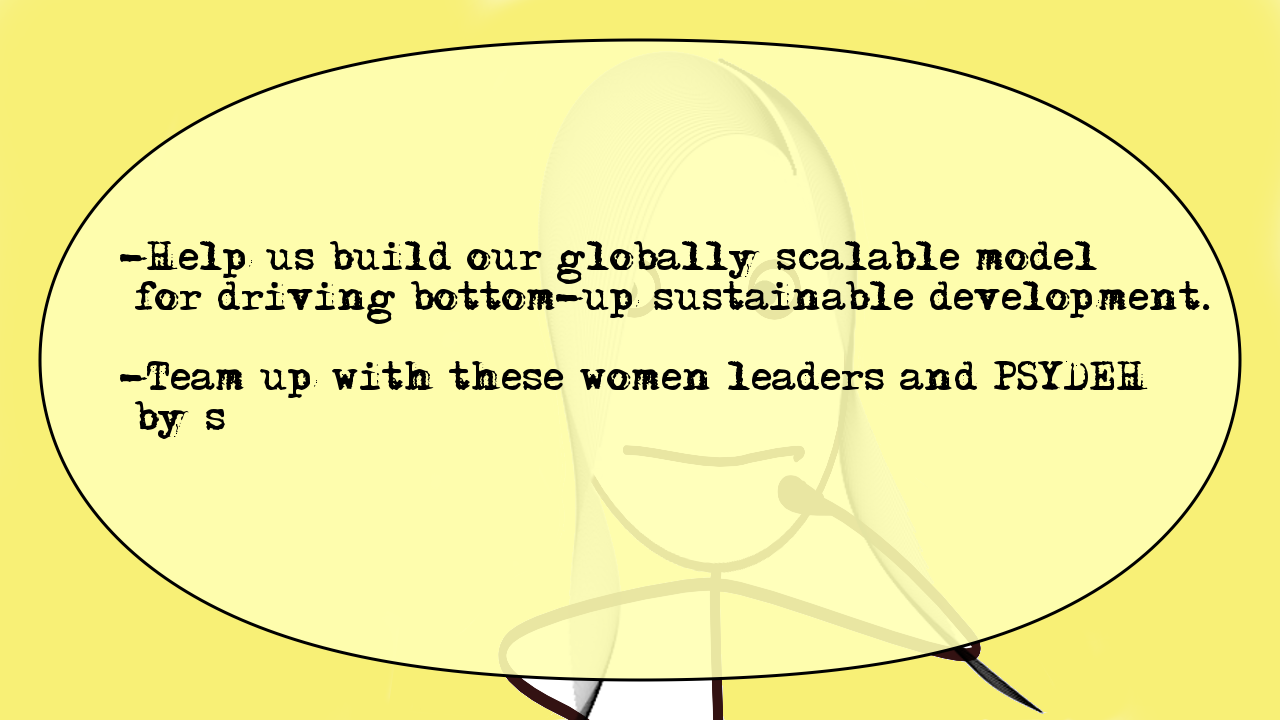 -Help us build our globally scalable model
for driving bottom-up sustainable development.
-Team up with these women leaders and PSYDEH
by s